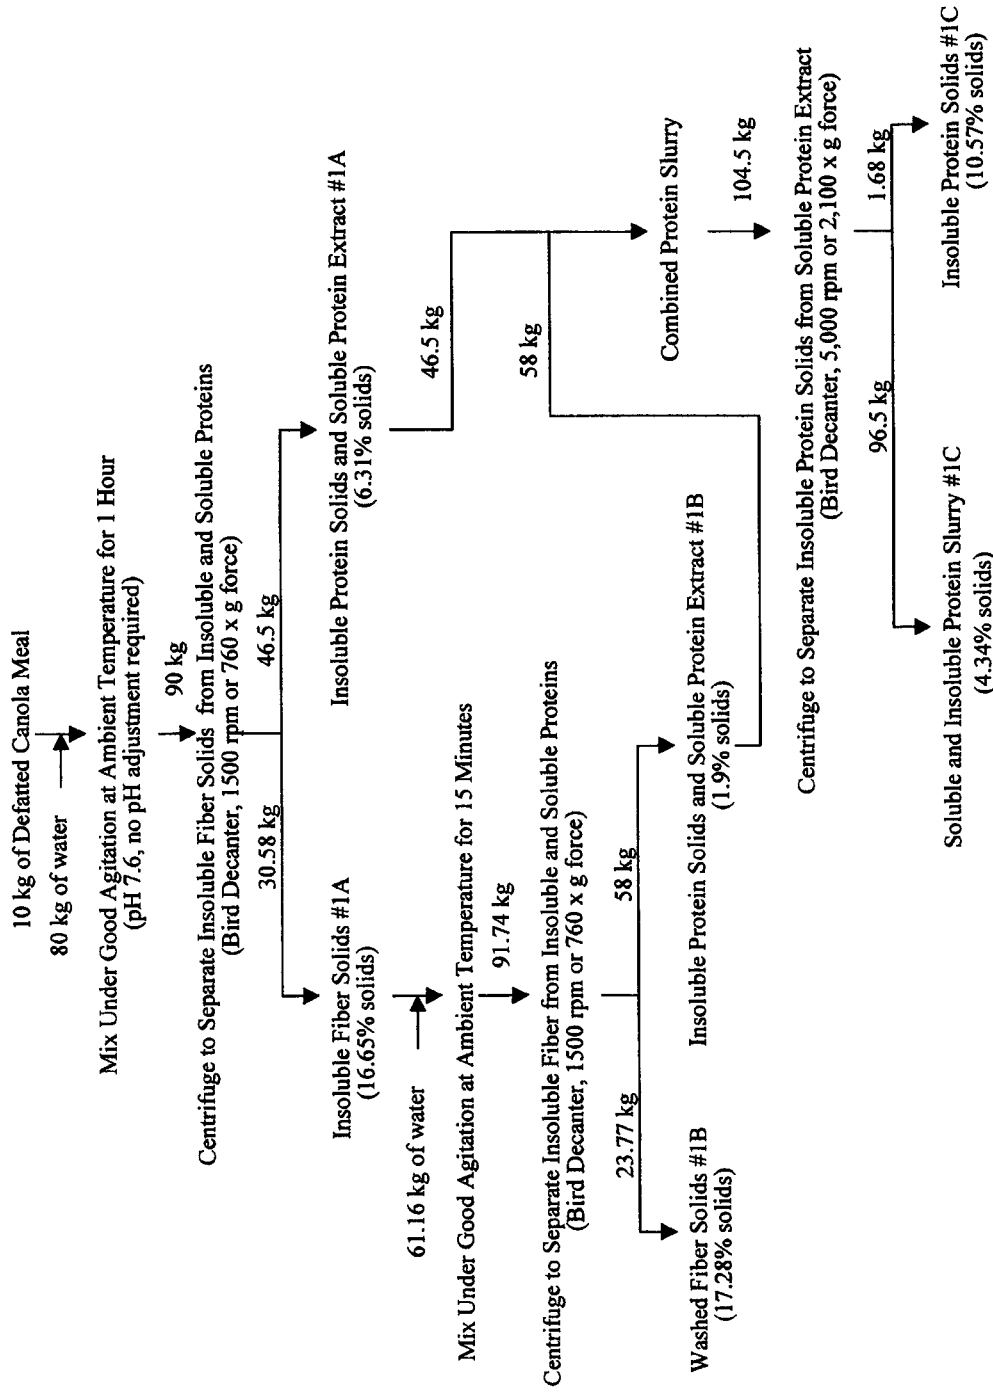 10 kg of Defatted Canola Meal
80 kg of water
Mix Under Good Agitation at Ambient Temperature for 1 Hour
(pH 7.6, no pH adjustment required)
90 kg
Centrifuge to Separate Insoluble Fiber Solids from Insoluble and Soluble Proteins
(Bird Decanter, 1500 rpm or 760 x g force)
30.58 kg
46.5 kg
Insoluble Fiber Solids #1A
(16.65% solids)
Insoluble Protein Solids and Soluble Protein Extract #1A
(6.31% solids)
61.16 kg of water
46.5 kg
Mix Under Good Agitation at Ambient Temperature for 15 Minutes
91.74 kg
58 kg
Centrifuge to Separate Insoluble Fiber from Insoluble and Soluble Proteins
(Bird Decanter, 1500 rpm or 760 x g force)
23.77 kg
58 kg
Washed Fiber Solids #1B
(17.28% solids)
Insoluble Protein Solids and Soluble Protein Extract #1B
(1.9% solids)
Combined Protein Slurry
104.5 kg
Centrifuge to Separate Insoluble Protein Solids from Soluble Protein Extract
(Bird Decanter, 5,000 rpm or 2,100 x g force)
96.5 kg
1.68 kg
Soluble and Insoluble Protein Slurry #1C
(4.34% solids)
Insoluble Protein Solids #1C
(10.57% solids)